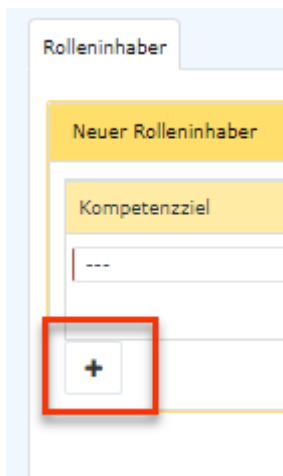 Rolleninhaber
Neuer Rolleninhaber
Kompetenzziel
---
+